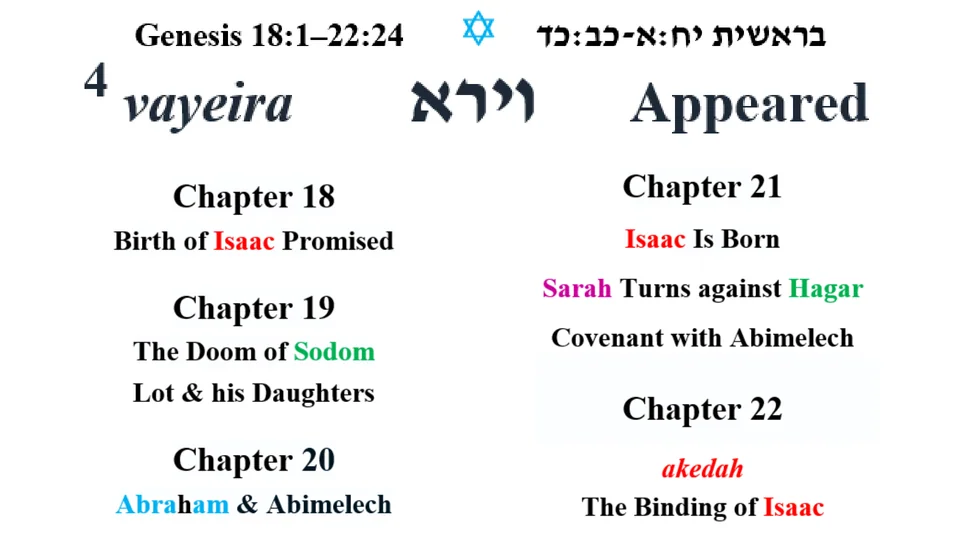 Genesis 18:1–22:24 בראשית יח:א-כב:כד
4 vayeira וירא Appeared
Chapter 18
Birth of Isaac Promised
Chapter 19
The Doom of Sodom
Lot & his Daughters
Chapter 20
Abraham & Abimelech
Chapter 21
Isaac Is Born
Sarah Turns against Hagar
Covenant with Abimelech
Chapter 22
akedah
The Binding of Isaac